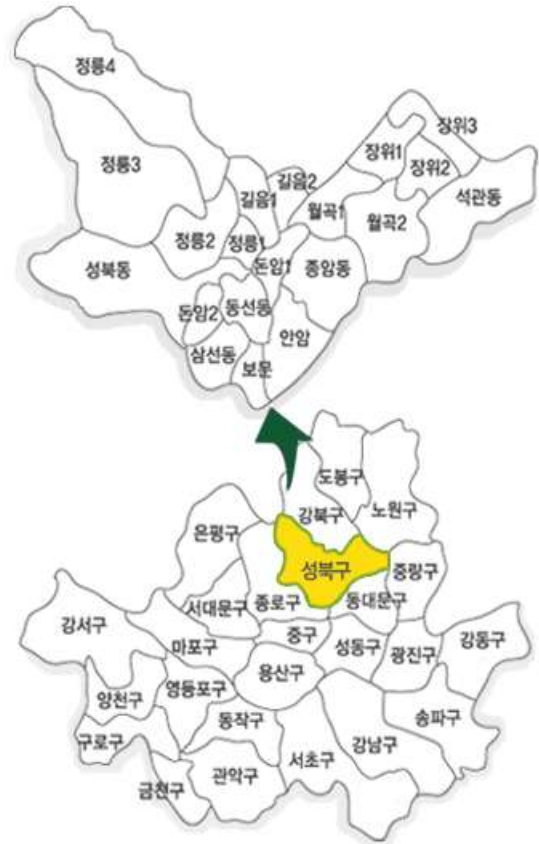 정릉4
장위3
정릉3
장위1
장위2
길음2
석관동
길음1
월곡1
월곡2
정릉2
정릉1
성북동
돈암1
종암동
돈암2
동선동
안암
삼선동
보문
도봉구
강북구
노원구
은평구
성북구
중랑구
서대문구
종로구
동대문구
강서구
마포구
중구
성동구
광진구
강동구
용산구
양천구
영등포구
동작구
송파구
구로구
서초구
강남구
관악구
금천구